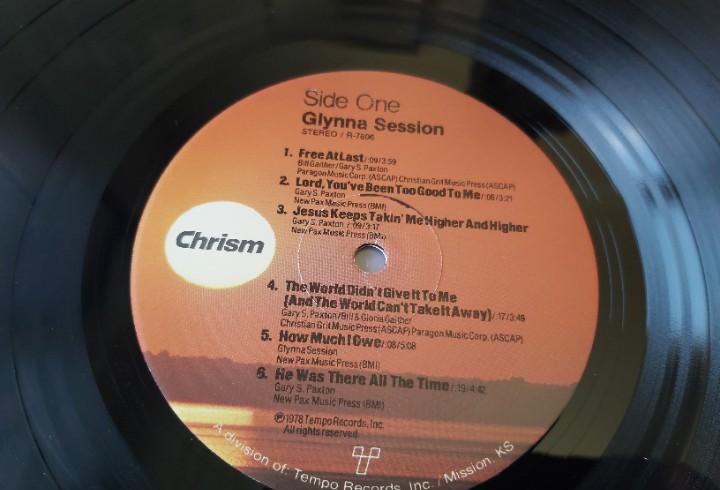 Side One
Glynna Session
STEREO / R-7806
1. Free At Last /:09/3:59
Bill Gaither/Gary S. Paxton
Paragon Music Corp. (ASCAP) Christian Grit Music Press (ASCAP)
2. Lord, You've Been Too Good To Me /:06/3:21
Gary S. Paxton
New Pax Music Press (BMI)
3. Jesus Keeps Takin' Me Higher And Higher
Gary S. Paxton /:09/3:17
New Pax Music Press (BMI)
Chrism
4. The World Didn't Give It To Me
(And The World Can't Take It Away) /:17/3:49
Gary S. Paxton/Bill & Gloria Gaither
Christian Grit Music Press (ASCAP) Paragon Music Corp. (ASCAP)
5. How Much I Owe /:08/5:08
Glynna Session
New Pax Music Press (BMI)
6. He Was There All The Time /:19/4:42
Gary S. Paxton
New Pax Music Press (BMI)
℗ 1978 Tempo Records, Inc.
All rights reserved
A division of: Tempo Records, Inc. / Mission, KS